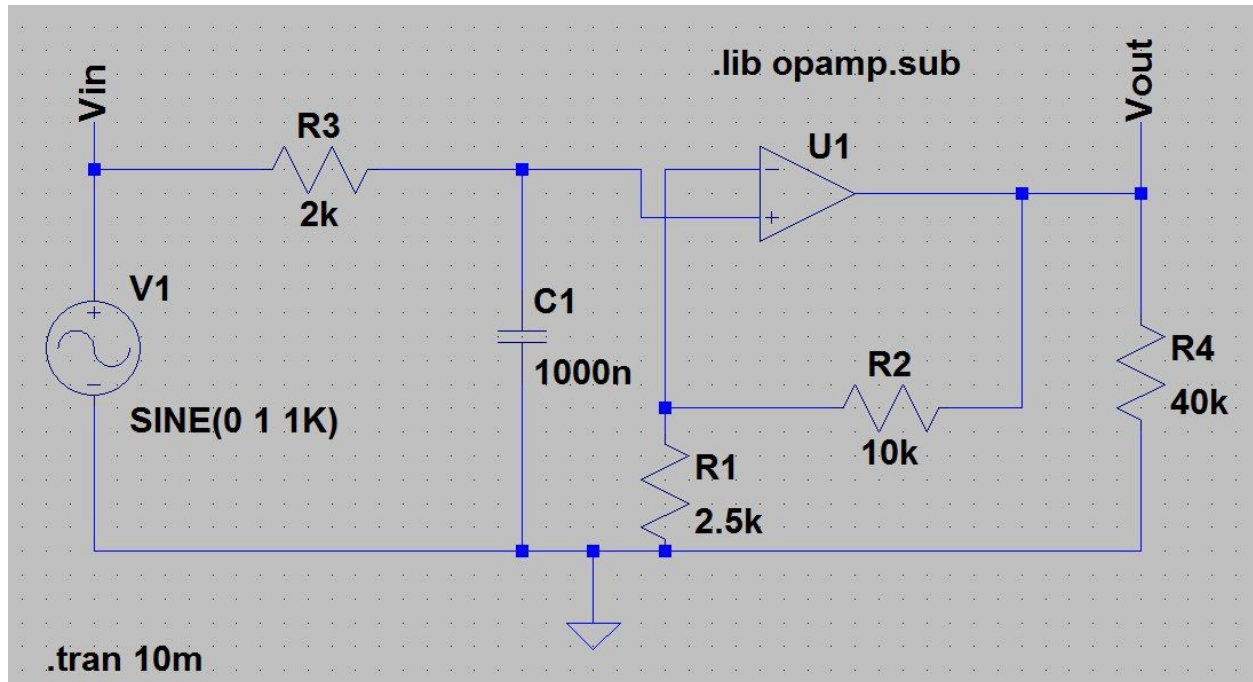 .lib opamp.sub
Vin
Vout
R3
2k
U1
V1
SINE(0 1 1K)
C1
1000n
R2
10k
R4
40k
R1
2.5k
.tran 10m